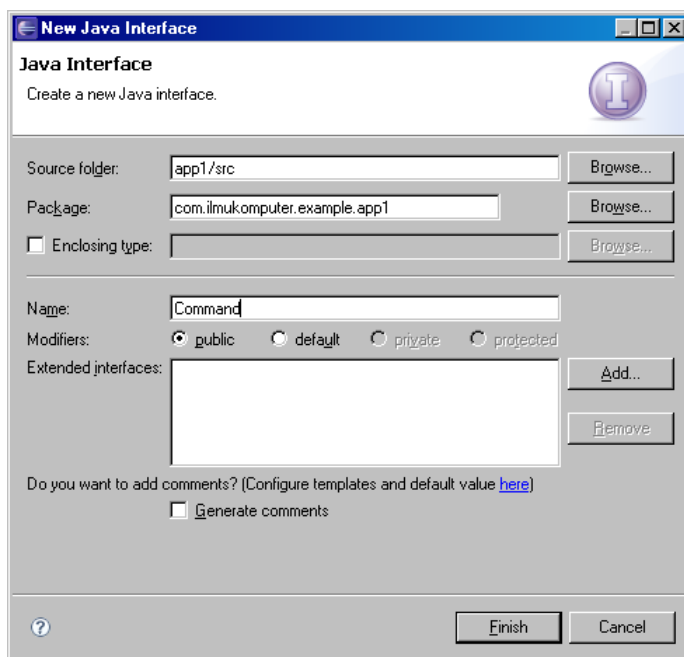 New Java Interface
Java Interface
Create a new Java interface.
Source folder: app1/src Browse...
Package: com.ilmukomputer.example.app1 Browse...
Enclosing type: Browse...
Name: Command
Modifiers: public default private protected
Extended interfaces: Add...
Remove
Do you want to add comments? (Configure templates and default value here)
Generate comments
? Finish Cancel